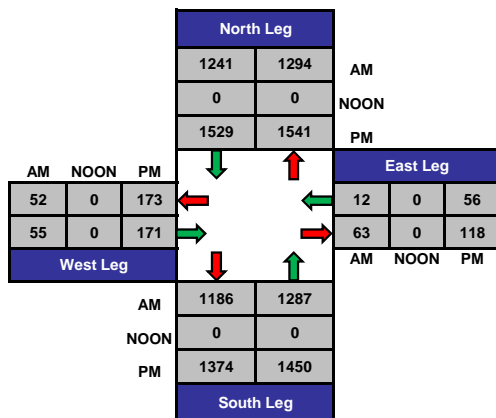 North Leg
1241 1294 AM
0 0 NOON
1529 1541 PM
AM NOON PM East Leg
52 0 173 12 0 56
55 0 171 63 0 118
West Leg AM NOON PM
AM 1186 1287
NOON 0 0
PM 1374 1450
South Leg